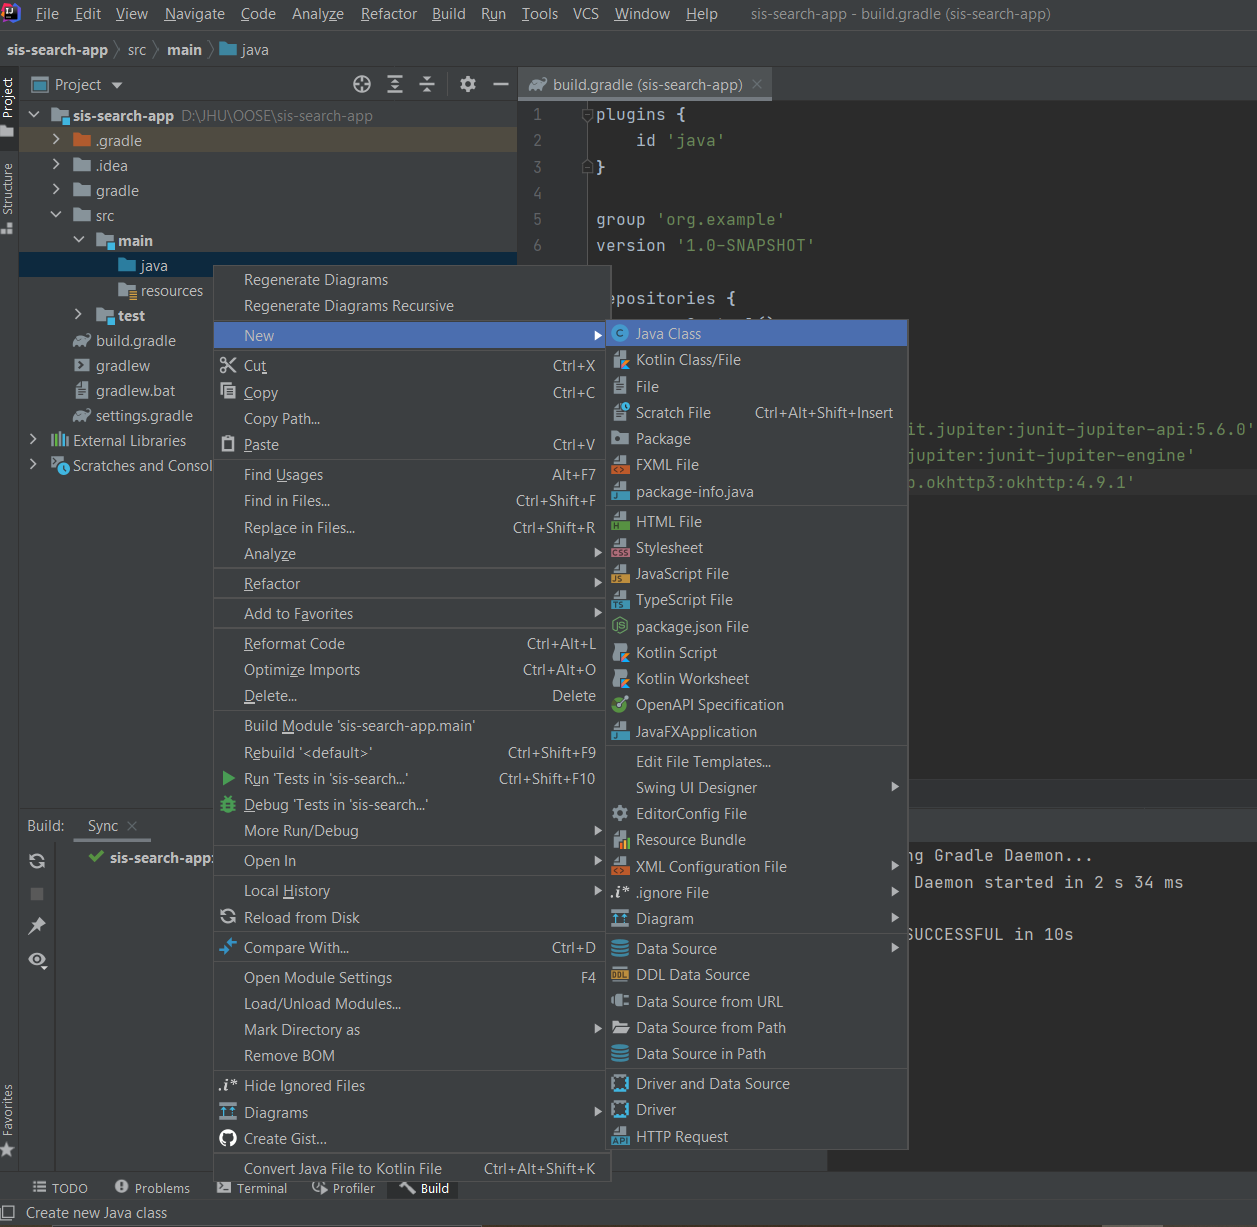 File Edit View Navigate Code Analyze Refactor Build Run Tools VCS Window Help sis-search-app - build.gradle (sis-search-app)
sis-search-app src main java
Project
build.gradle (sis-search-app)
Project
Structure
Favorites
sis-search-app D:\JHU\OOSE\sis-search-app
.gradle
.idea
gradle
src
main
java
resources
test
build.gradle
gradlew
gradlew.bat
settings.gradle
External Libraries
Scratches and Consol
1 plugins {
2 id 'java'
3 }
4
5 group 'org.example'
6 version '1.0-SNAPSHOT'
epositories {
it.jupiter:junit-jupiter-api:5.6.0'
jupiter:junit-jupiter-engine'
.okhttp3:okhttp:4.9.1'
Regenerate Diagrams
Regenerate Diagrams Recursive
New
Cut Ctrl+X
Copy Ctrl+C
Copy Path...
Paste Ctrl+V
Find Usages Alt+F7
Find in Files... Ctrl+Shift+F
Replace in Files... Ctrl+Shift+R
Analyze
Refactor
Add to Favorites
Reformat Code Ctrl+Alt+L
Optimize Imports Ctrl+Alt+O
Delete... Delete
Build Module 'sis-search-app.main'
Rebuild '<default>' Ctrl+Shift+F9
Run 'Tests in 'sis-search...' Ctrl+Shift+F10
Debug 'Tests in 'sis-search...'
More Run/Debug
Open In
Local History
Reload from Disk
Compare With... Ctrl+D
Open Module Settings F4
Load/Unload Modules...
Mark Directory as
Remove BOM
.i* Hide Ignored Files
Diagrams
Create Gist...
Convert Java File to Kotlin File Ctrl+Alt+Shift+K
C Java Class
Kotlin Class/File
File
Scratch File Ctrl+Alt+Shift+Insert
Package
FXML File
package-info.java
H HTML File
CSS Stylesheet
JS JavaScript File
TS TypeScript File
JS package.json File
Kotlin Script
Kotlin Worksheet
OpenAPI Specification
J JavaFXApplication
Edit File Templates...
Swing UI Designer
EditorConfig File
Resource Bundle
XML Configuration File
.i* .ignore File
Diagram
Data Source
DDL DDL Data Source
Data Source from URL
Data Source from Path
Data Source in Path
Driver and Data Source
Driver
API HTTP Request
Build: Sync
sis-search-app:
ng Gradle Daemon...
Daemon started in 2 s 34 ms
SUCCESSFUL in 10s
TODO Problems Terminal Profiler Build
Create new Java class